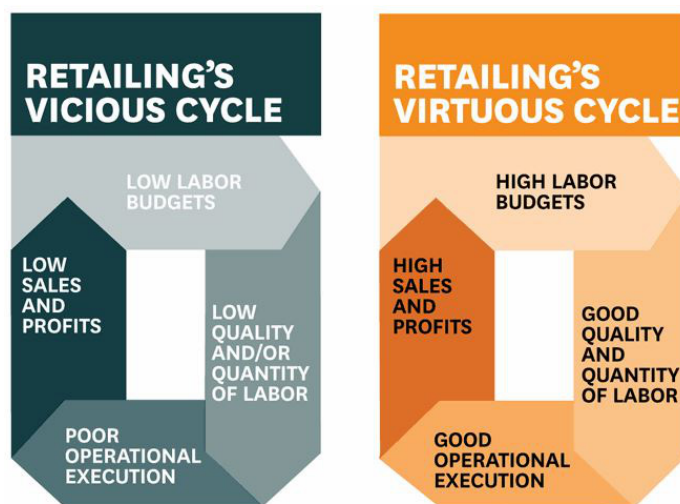 RETAILING'S
VICIOUS CYCLE
LOW LABOR
BUDGETS
LOW
SALES
AND
PROFITS
LOW
QUALITY
AND/OR
QUANTITY
OF LABOR
POOR
OPERATIONAL
EXECUTION
RETAILING'S
VIRTUOUS CYCLE
HIGH LABOR
BUDGETS
HIGH
SALES
AND
PROFITS
GOOD
QUALITY
AND
QUANTITY
OF LABOR
GOOD
OPERATIONAL
EXECUTION